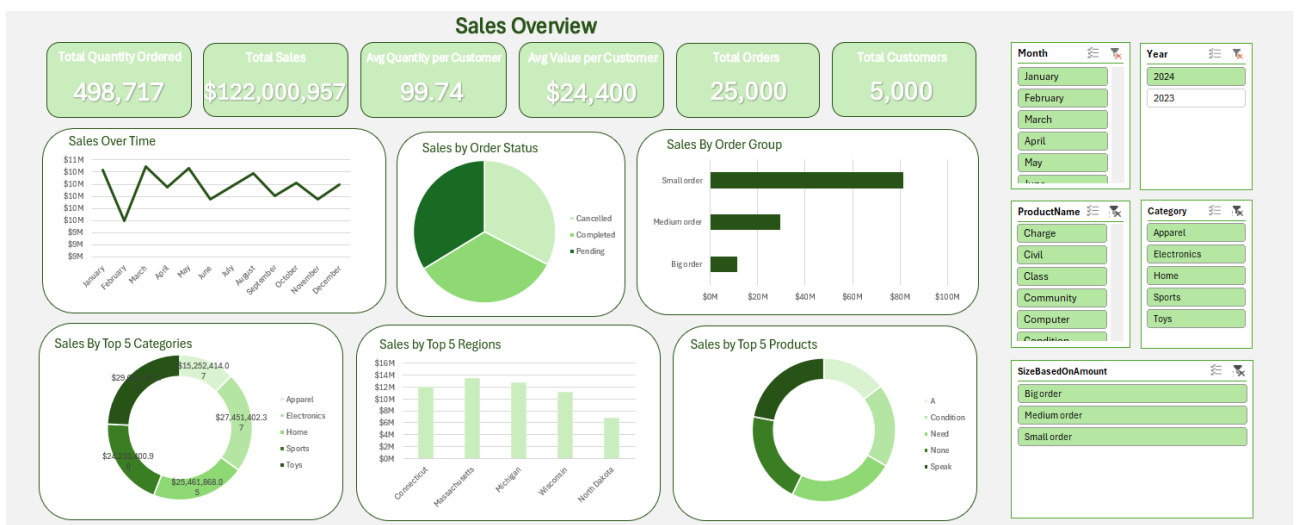 Sales Overview
Total Quantity Ordered
498,717
Total Sales
$122,000,957
Avg Quantity per Customer
99.74
Avg Value per Customer
$24,400
Total Orders
25,000
Total Customers
5,000
Sales Over Time
$11M
$10M
$10M
$10M
$10M
$10M
$9M
$9M
$9M
January
February
March
April
May
June
July
August
September
October
November
December
Sales by Order Status
Cancelled
Completed
Pending
Sales By Order Group
Small order
Medium order
Big order
$0M
$20M
$40M
$60M
$80M
$100M
Sales By Top 5 Categories
$15,252,414.0
7
$27,451,402.3
7
$25,461,868.0
5
Apparel
Electronics
Home
Sports
Toys
Sales by Top 5 Regions
$16M
$14M
$12M
$10M
$8M
$6M
$4M
$2M
$0M
Connecticut
Massachusetts
Michigan
Wisconsin
North Dakota
Sales by Top 5 Products
A
Condition
Need
None
Speak
Month
January
February
March
April
May
Year
2024
2023
ProductName
Charge
Civil
Class
Community
Computer
Condition
Category
Apparel
Electronics
Home
Sports
Toys
SizeBasedOnAmount
Big order
Medium order
Small order